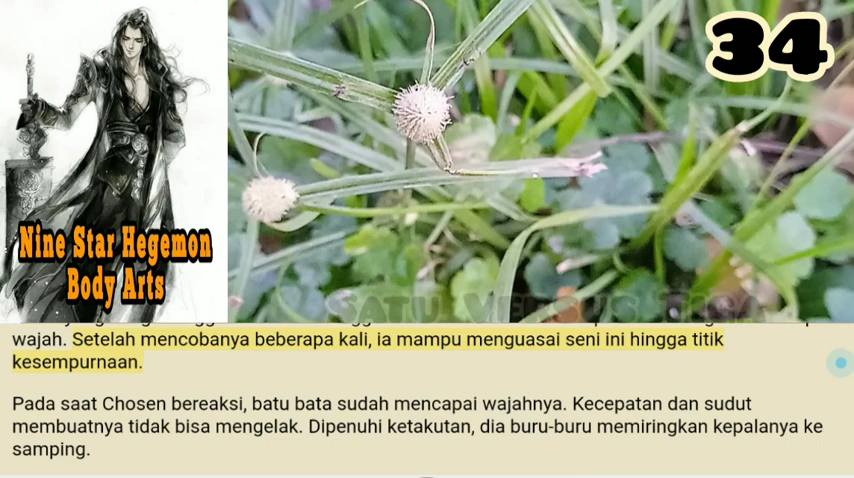 34
Nine Star Hegemon
Body Arts
SATU VERSUS
wajah. Setelah mencobanya beberapa kali, ia mampu menguasai seni ini hingga titik
kesempurnaan.
Pada saat Chosen bereaksi, batu bata sudah mencapai wajahnya. Kecepatan dan sudut
membuatnya tidak bisa mengelak. Dipenuhi ketakutan, dia buru-buru memiringkan kepalanya ke
samping.